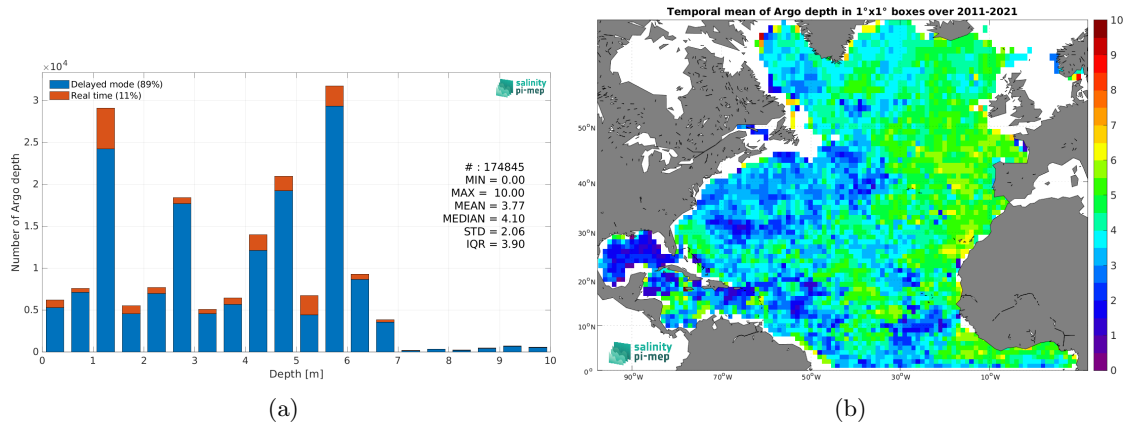 ×10⁴
3
2.5
2
1.5
1
0.5
0
Number of Argo depth
Delayed mode (89%)
Real time (11%)
salinity
pi-mep
# : 174845
MIN = 0.00
MAX = 10.00
MEAN = 3.77
MEDIAN = 4.10
STD = 2.06
IQR = 3.90
0 1 2 3 4 5 6 7 8 9 10
Depth [m]
(a)
Temporal mean of Argo depth in 1°x1° boxes over 2011-2021
50°N
40°N
30°N
20°N
10°N
0°
90°W 70°W 50°W 30°W 10°W
salinity
pi-mep
10
9
8
7
6
5
4
3
2
1
0
(b)